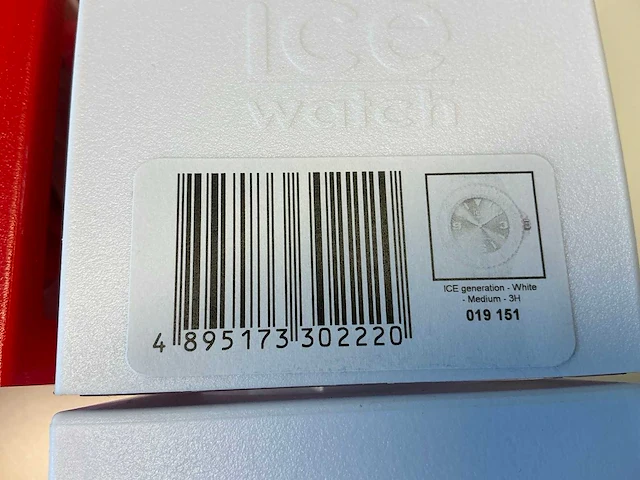 ice
watch
4 895173 302220
ICE generation - White
- Medium - 3H
019 151